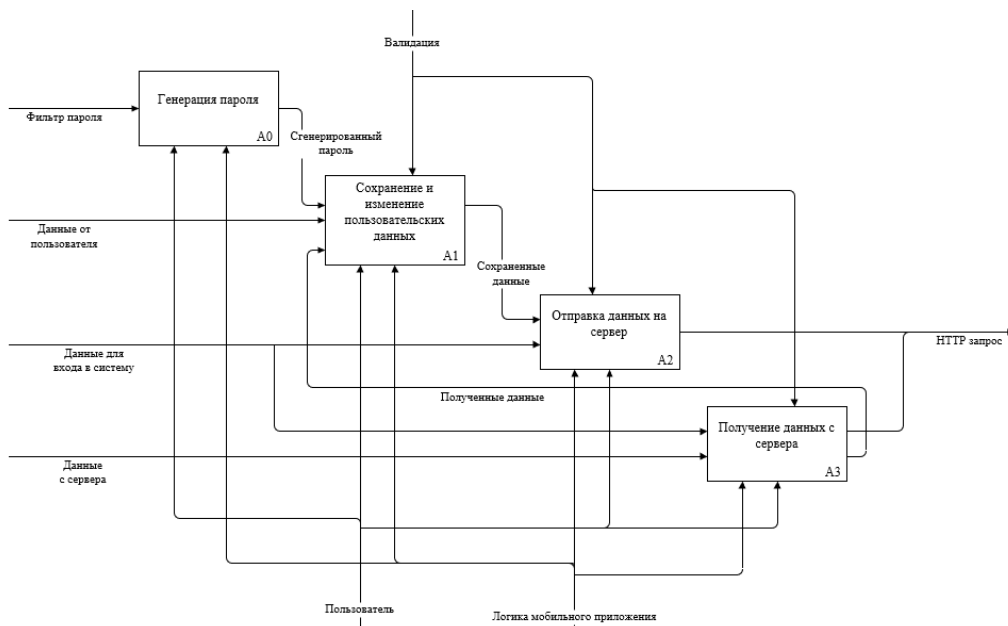 Валидация
Генерация пароля
A0
Фильтр пароля
Сгенерированный
пароль
Сохранение и
изменение
пользовательских
данных
A1
Данные от
пользователя
Сохраненные
данные
Отправка данных на
сервер
A2
HTTP запрос
Данные для
входа в систему
Полученные данные
Получение данных с
сервера
A3
Данные
с сервера
Пользователь
Логика мобильного приложения